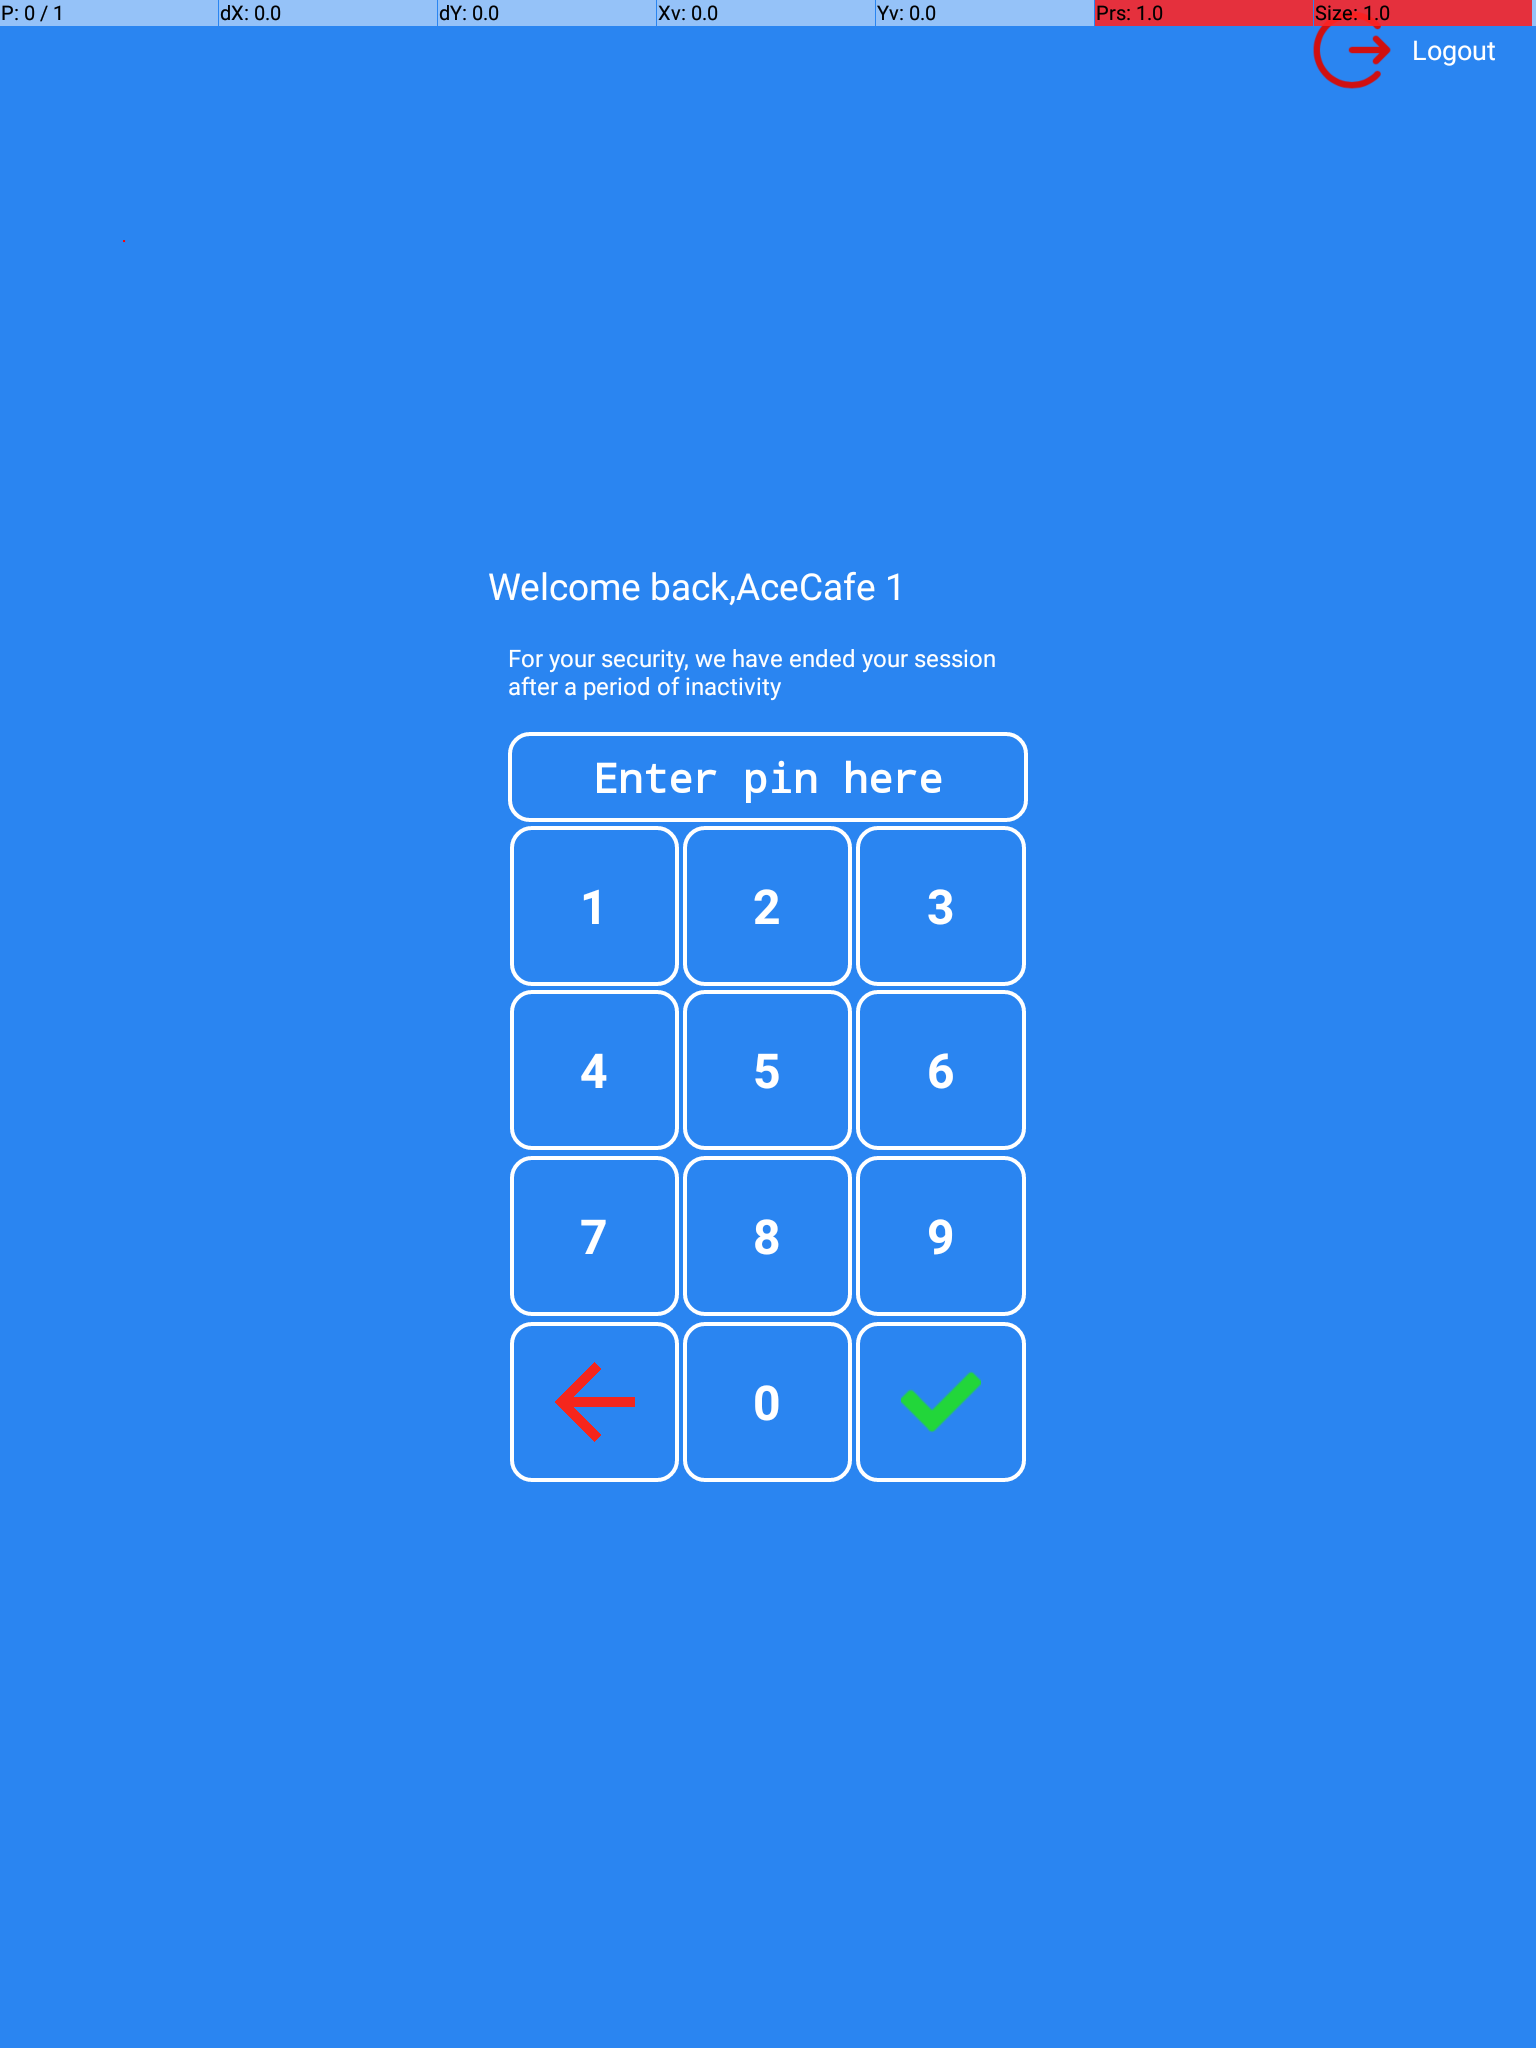 P: 0 / 1 dX: 0.0 dY: 0.0 Xv: 0.0 Yv: 0.0 Prs: 1.0 Size: 1.0
Logout
Welcome back,AceCafe 1
For your security, we have ended your session
after a period of inactivity
Enter pin here
1 2 3
4 5 6
7 8 9
0